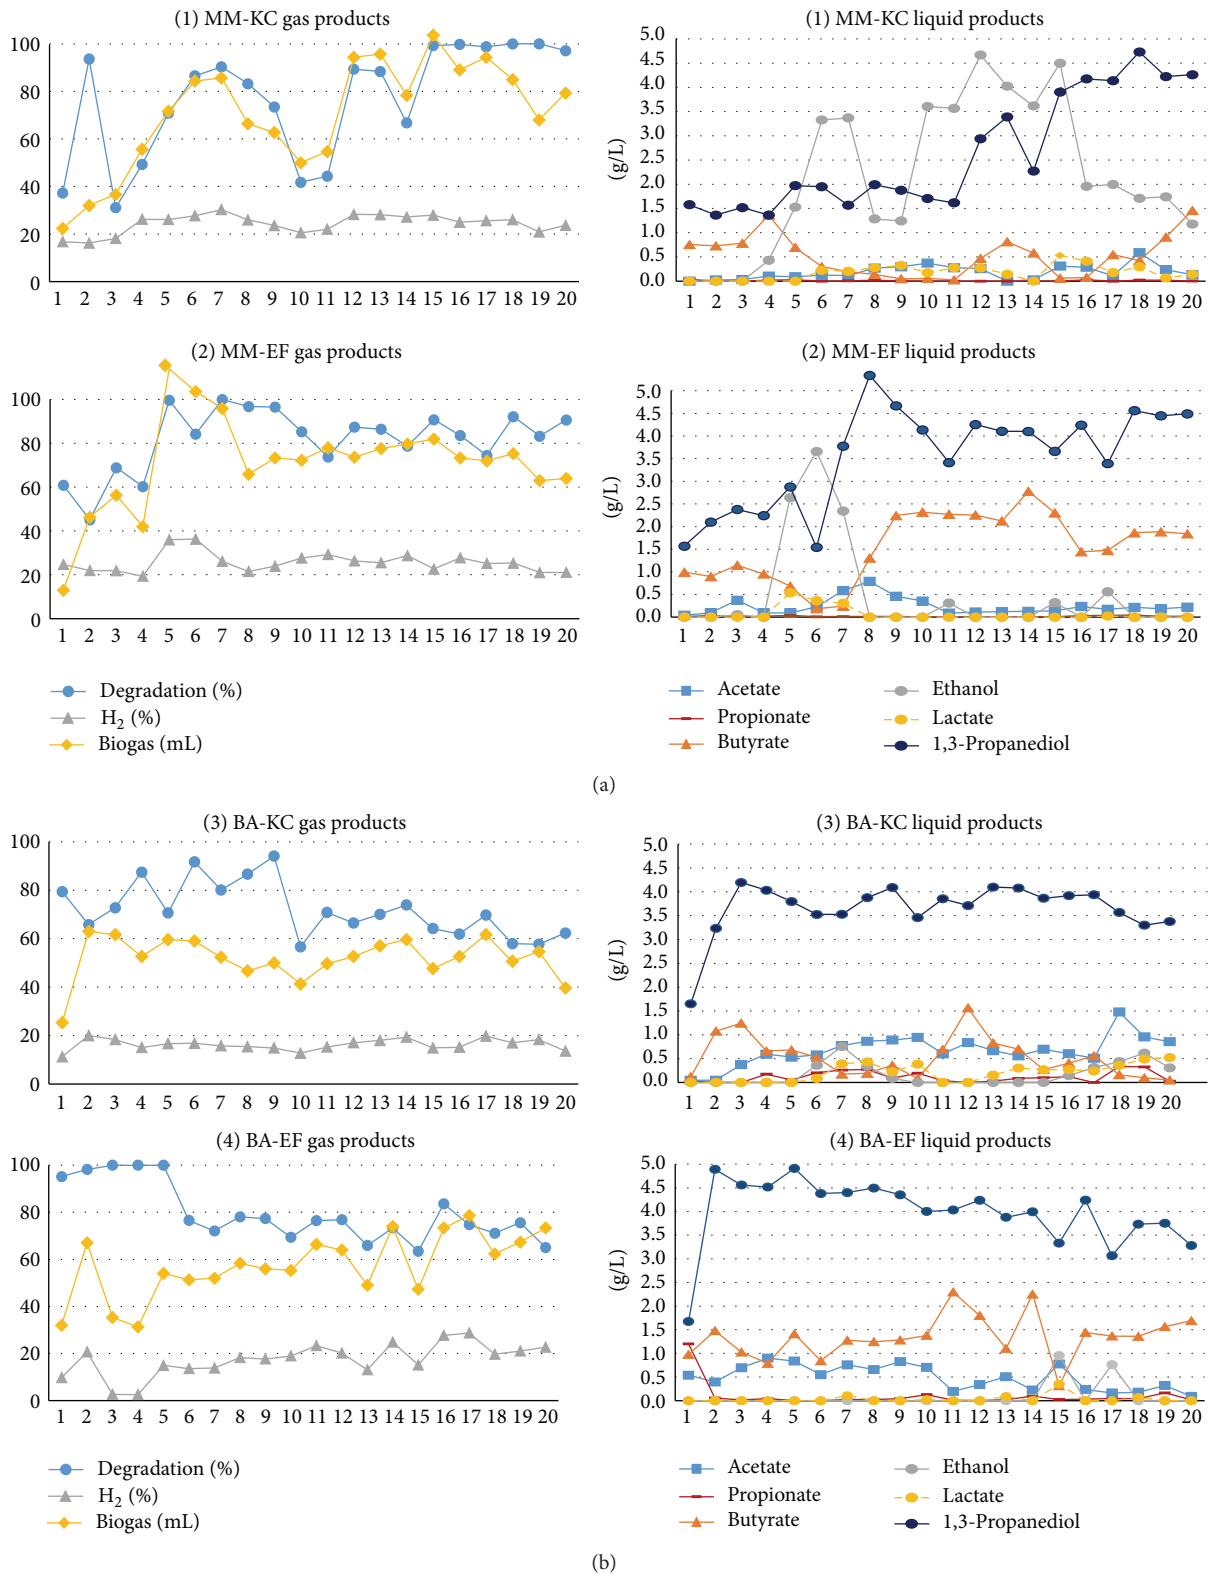 (1) MM-KC gas products
100
80
60
40
20
0
1 2 3 4 5 6 7 8 9 10 11 12 13 14 15 16 17 18 19 20
(1) MM-KC liquid products
5.0
4.5
4.0
3.5
3.0
2.5
2.0
1.5
1.0
0.5
0.0
(g/L)
1 2 3 4 5 6 7 8 9 10 11 12 13 14 15 16 17 18 19 20
(2) MM-EF gas products
100
80
60
40
20
0
1 2 3 4 5 6 7 8 9 10 11 12 13 14 15 16 17 18 19 20
(2) MM-EF liquid products
5.0
4.5
4.0
3.5
3.0
2.5
2.0
1.5
1.0
0.5
0.0
(g/L)
1 2 3 4 5 6 7 8 9 10 11 12 13 14 15 16 17 18 19 20
Degradation (%)
H2 (%)
Biogas (mL)
Acetate
Propionate
Butyrate
Ethanol
Lactate
1,3-Propanediol
(a)
(3) BA-KC gas products
100
80
60
40
20
0
1 2 3 4 5 6 7 8 9 10 11 12 13 14 15 16 17 18 19 20
(3) BA-KC liquid products
5.0
4.5
4.0
3.5
3.0
2.5
2.0
1.5
1.0
0.5
0.0
(g/L)
1 2 3 4 5 6 7 8 9 10 11 12 13 14 15 16 17 18 19 20
(4) BA-EF gas products
100
80
60
40
20
0
1 2 3 4 5 6 7 8 9 10 11 12 13 14 15 16 17 18 19 20
(4) BA-EF liquid products
5.0
4.5
4.0
3.5
3.0
2.5
2.0
1.5
1.0
0.5
0.0
(g/L)
1 2 3 4 5 6 7 8 9 10 11 12 13 14 15 16 17 18 19 20
Degradation (%)
H2 (%)
Biogas (mL)
Acetate
Propionate
Butyrate
Ethanol
Lactate
1,3-Propanediol
(b)